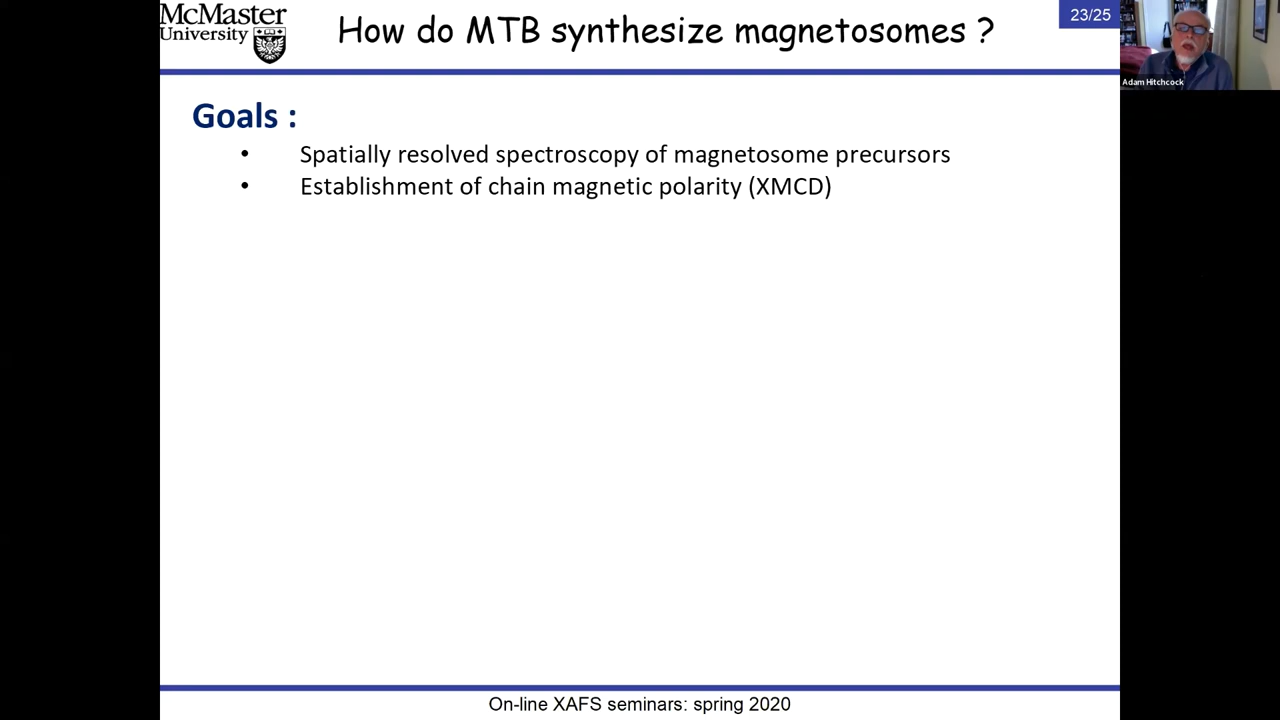 McMaster
University
How do MTB synthesize magnetosomes ?
23/25
Adam Hitchcock
Goals :
• Spatially resolved spectroscopy of magnetosome precursors
• Establishment of chain magnetic polarity (XMCD)
On-line XAFS seminars: spring 2020